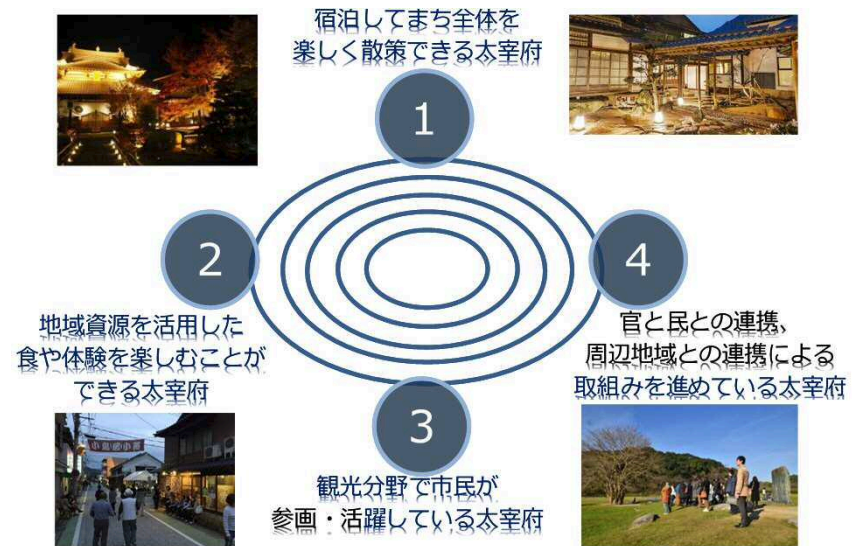 宿泊してまち全体を
楽しく散策できる太宰府
1
2
地域資源を活用した
食や体験を楽しむことが
できる太宰府
3
観光分野で市民が
参画・活躍している太宰府
4
官と民との連携、
周辺地域との連携による
取組みを進めている太宰府